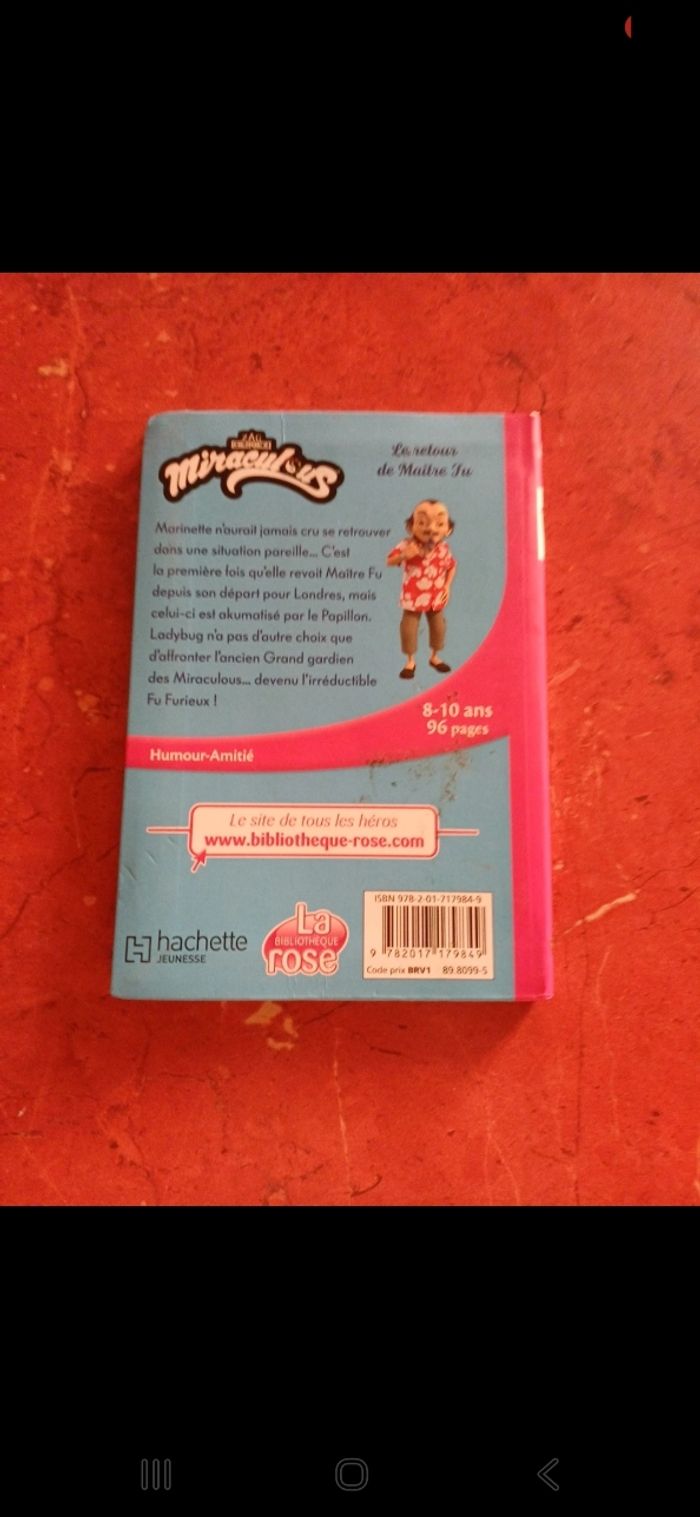 ZAG
miraculous
Le retour
de Maître Fu
Marinette n'aurait jamais cru se retrouver
dans une situation pareille... C'est
la première fois qu'elle revoit Maître Fu
depuis son départ pour Londres, mais
celui-ci est akumatisé par le Papillon.
Ladybug n'a pas d'autre choix que
d'affronter l'ancien Grand gardien
des Miraculous... devenu l'irréductible
Fu Furieux !
8-10 ans
96 pages
Humour-Amitié
Le site de tous les héros
www.bibliotheque-rose.com
hachette
JEUNESSE
La
BIBLIOTHÈQUE
rose
ISBN 978-2-01-717984-9
9 782017 179849
Code prix BRV1 89.8099-5